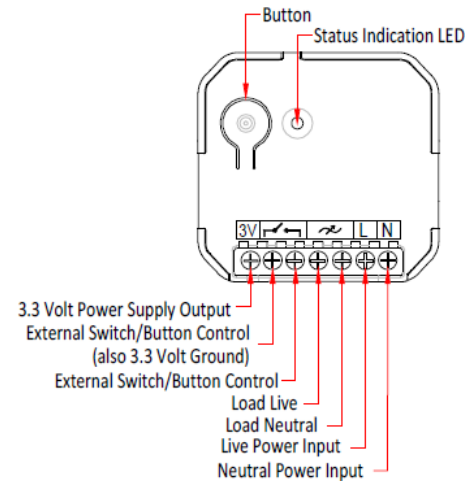 Button
Status Indication LED
3V L N
3.3 Volt Power Supply Output
External Switch/Button Control
(also 3.3 Volt Ground)
External Switch/Button Control
Load Live
Load Neutral
Live Power Input
Neutral Power Input